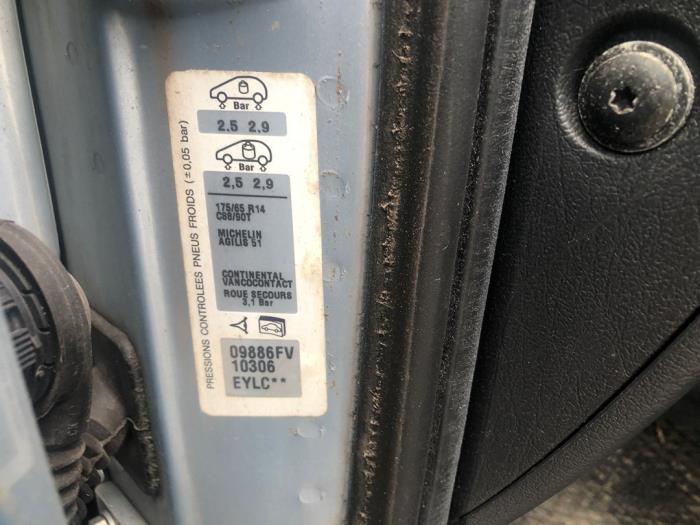 Bar
2.5 2.9
Bar
2,5 2,9
175/65 R14
C88/90T
MICHELIN
AGILIS 51
CONTINENTAL
VANCOCONTACT
ROUE SECOURS
3,1 Bar
09886FV
10306
EYLC**
PRESSIONS CONTROLEES PNEUS FROIDS (±0,05 bar)